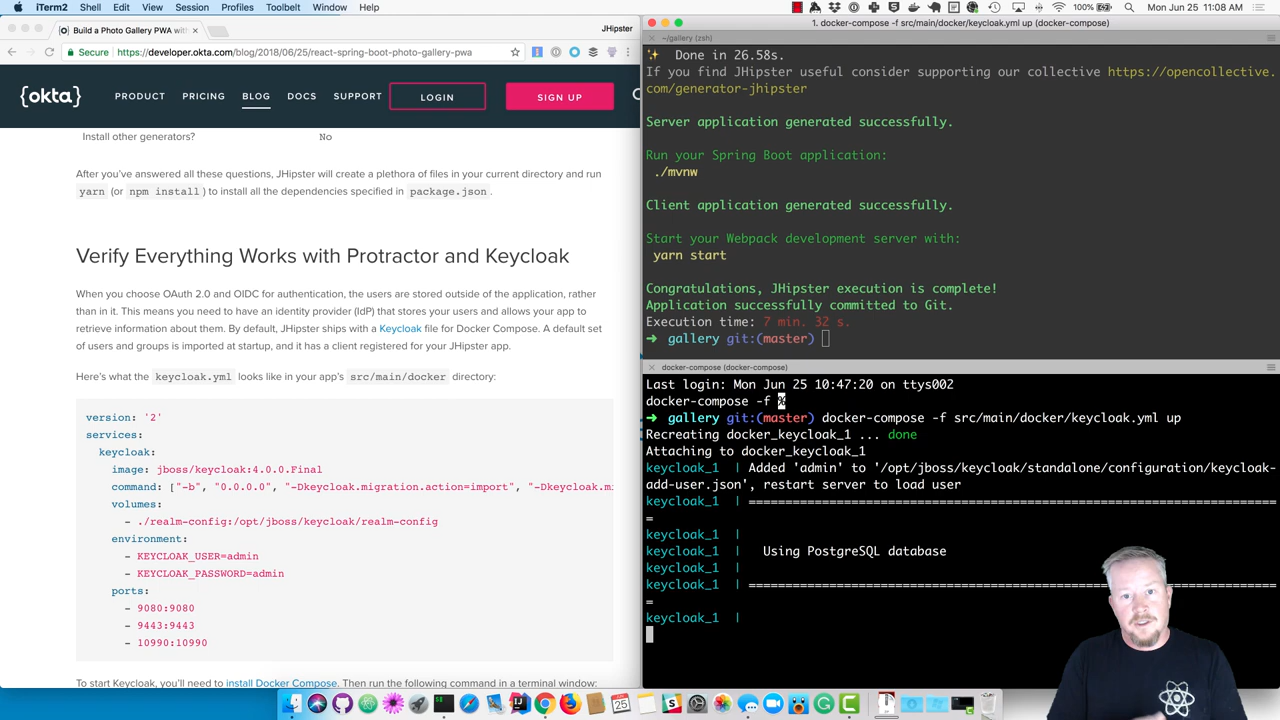 iTerm2 Shell Edit View Session Profiles Toolbelt Window Help 100% Mon Jun 25 11:08 AM
Build a Photo Gallery PWA wit
JHipster
Secure https://developer.okta.com/blog/2018/06/25/react-spring-boot-photo-gallery-pwa
{okta} PRODUCT PRICING BLOG DOCS SUPPORT LOGIN SIGN UP
Install other generators? No
After you've answered all these questions, JHipster will create a plethora of files in your current directory and run
yarn (or npm install ) to install all the dependencies specified in package.json .
Verify Everything Works with Protractor and Keycloak
When you choose OAuth 2.0 and OIDC for authentication, the users are stored outside of the application, rather
than in it. This means you need to have an identity provider (IdP) that stores your users and allows your app to
retrieve information about them. By default, JHipster ships with a Keycloak file for Docker Compose. A default set
of users and groups is imported at startup, and it has a client registered for your JHipster app.
Here's what the keycloak.yml looks like in your app's src/main/docker directory:
version: '2'
services:
keycloak:
image: jboss/keycloak:4.0.0.Final
command: ["-b", "0.0.0.0", "-Dkeycloak.migration.action=import", "-Dkeycloak.mi
volumes:
- ./realm-config:/opt/jboss/keycloak/realm-config
environment:
- KEYCLOAK_USER=admin
- KEYCLOAK_PASSWORD=admin
ports:
- 9080:9080
- 9443:9443
- 10990:10990
To start Keycloak, you'll need to install Docker Compose. Then run the following command in a terminal window:
1. docker-compose -f src/main/docker/keycloak.yml up (docker-compose)
~/gallery (zsh)
✨ Done in 26.58s.
If you find JHipster useful consider supporting our collective https://opencollective.
com/generator-jhipster
Server application generated successfully.
Run your Spring Boot application:
./mvnw
Client application generated successfully.
Start your Webpack development server with:
yarn start
Congratulations, JHipster execution is complete!
Application successfully committed to Git.
Execution time: 7 min. 32 s.
➜ gallery git:(master)
docker-compose (docker-compose)
Last login: Mon Jun 25 10:47:20 on ttys002
docker-compose -f %
➜ gallery git:(master) docker-compose -f src/main/docker/keycloak.yml up
Recreating docker_keycloak_1 ... done
Attaching to docker_keycloak_1
keycloak_1 | Added 'admin' to '/opt/jboss/keycloak/standalone/configuration/keycloak-
add-user.json', restart server to load user
keycloak_1 | =========================================================================
=
keycloak_1 |
keycloak_1 | Using PostgreSQL database
keycloak_1 |
keycloak_1 | =========================================================================
=
keycloak_1 |